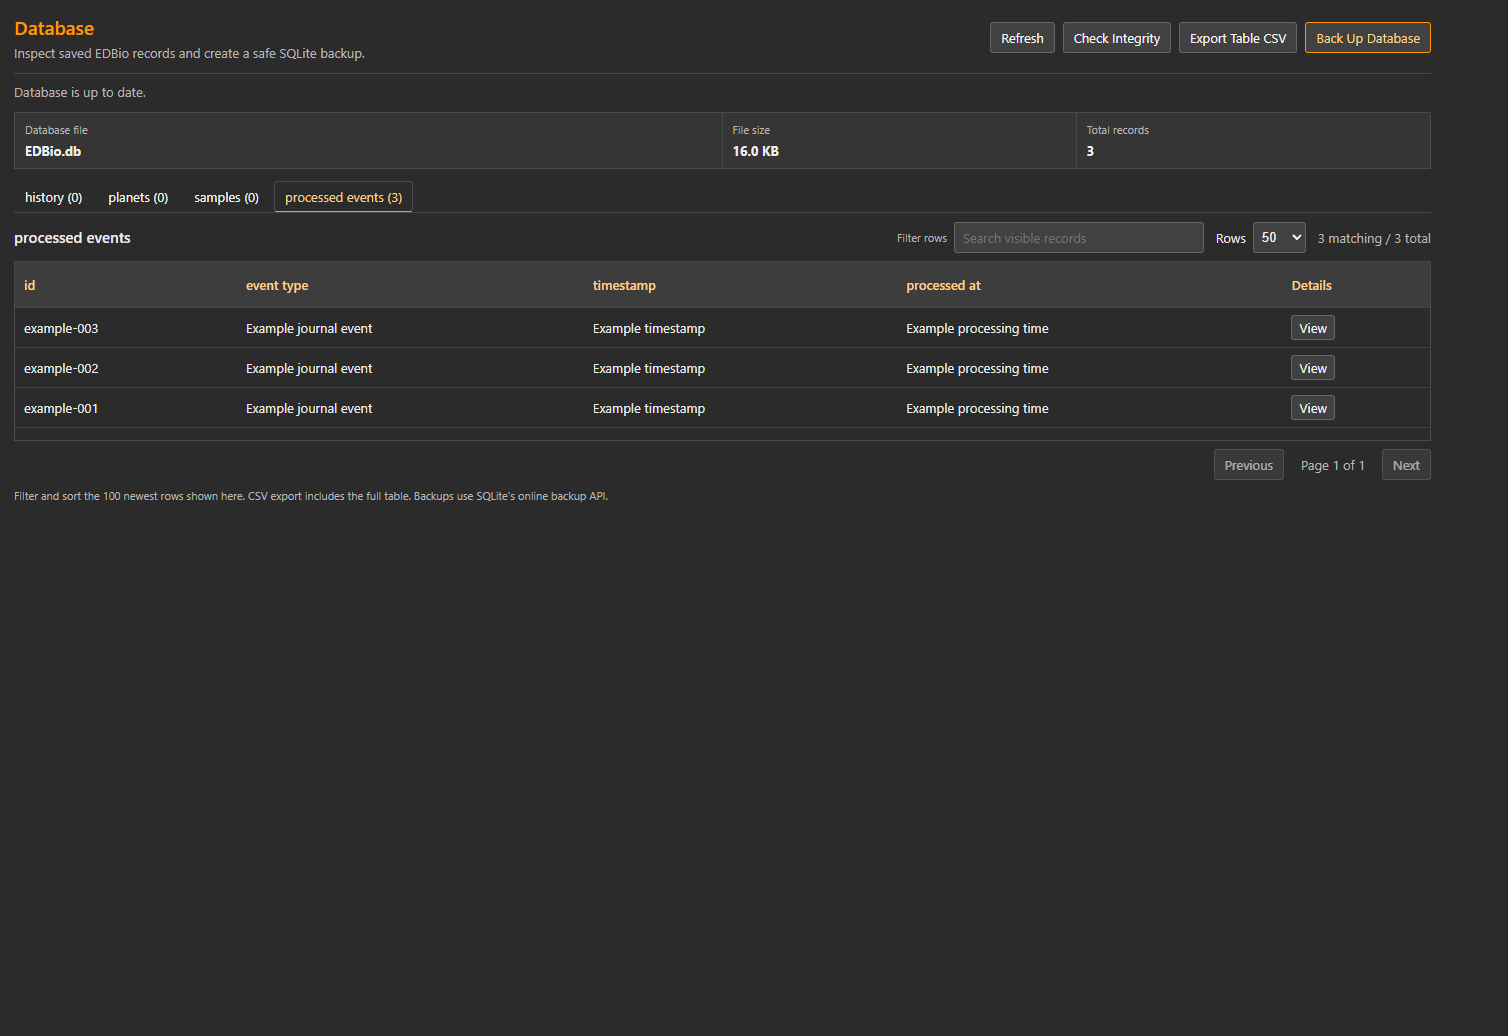 Database
Inspect saved EDBio records and create a safe SQLite backup.
Refresh Check Integrity Export Table CSV Back Up Database
Database is up to date.
Database file File size Total records
EDBio.db 16.0 KB 3
history (0) planets (0) samples (0) processed events (3)
processed events Filter rows Search visible records Rows 50 3 matching / 3 total
id event type timestamp processed at Details
example-003 Example journal event Example timestamp Example processing time View
example-002 Example journal event Example timestamp Example processing time View
example-001 Example journal event Example timestamp Example processing time View
Previous Page 1 of 1 Next
Filter and sort the 100 newest rows shown here. CSV export includes the full table. Backups use SQLite's online backup API.